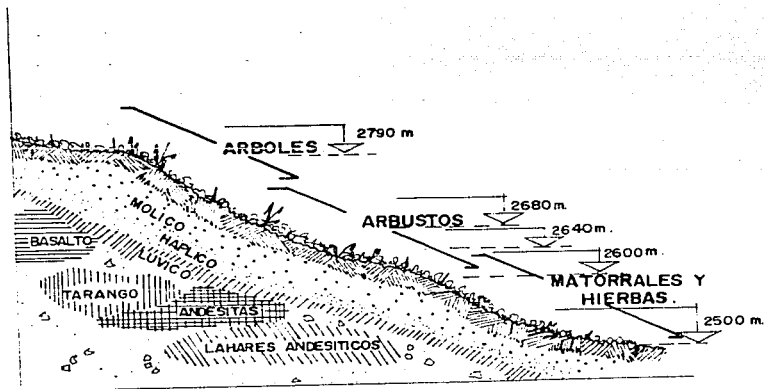 2790 m
ARBOLES
2680 m.
ARBUSTOS
2640 m.
2600 m.
MATORRALES Y
HIERBAS.
2500 m.
MOLICO
HAPLICO
LUVICO
BASALTO
TARANGO
ANDESITAS
LAHARES ANDESITICOS